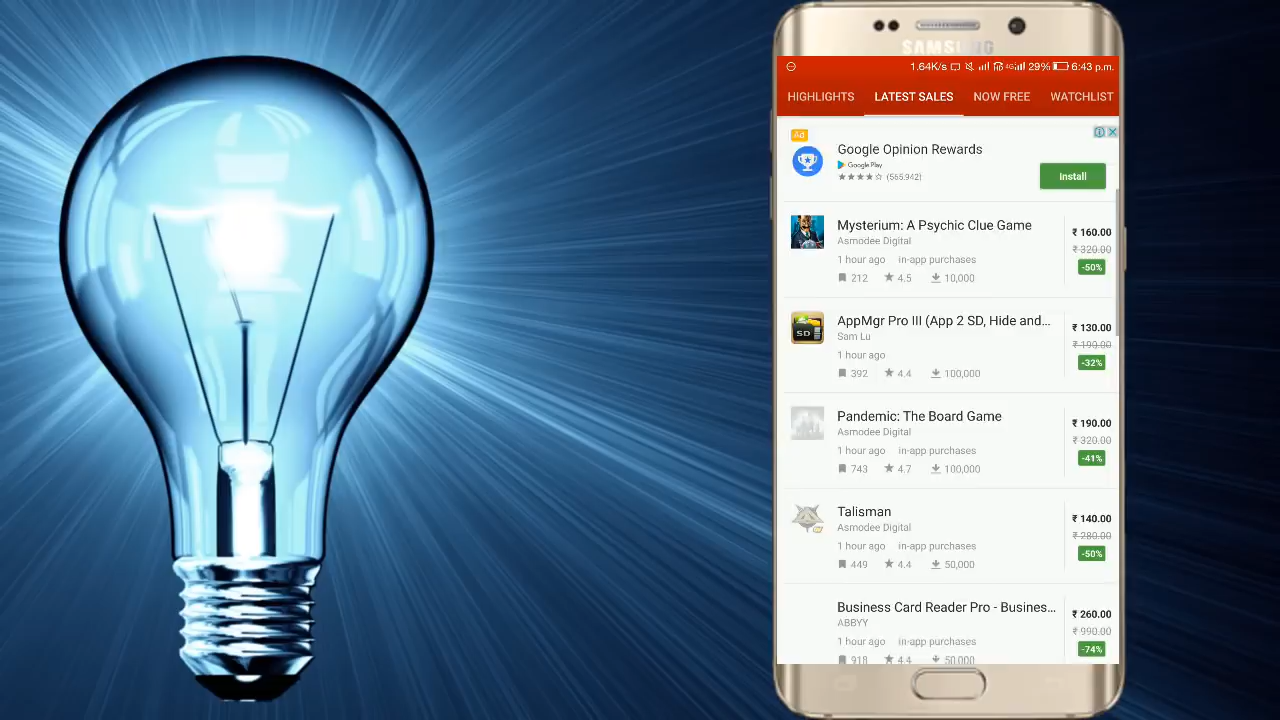 SAMSUNG
1.64K/s 4G 29% 6:43 p.m.
HIGHLIGHTS LATEST SALES NOW FREE WATCHLIST
Ad
Google Opinion Rewards
Google Play
(565,942)
Install
Mysterium: A Psychic Clue Game
Asmodee Digital
1 hour ago in-app purchases
212 4.5 10,000
₹ 160.00
₹ 320.00
-50%
SD
AppMgr Pro III (App 2 SD, Hide and...
Sam Lu
1 hour ago
392 4.4 100,000
₹ 130.00
₹ 190.00
-32%
Pandemic: The Board Game
Asmodee Digital
1 hour ago in-app purchases
743 4.7 100,000
₹ 190.00
₹ 320.00
-41%
Talisman
Asmodee Digital
1 hour ago in-app purchases
449 4.4 50,000
₹ 140.00
₹ 280.00
-50%
Business Card Reader Pro - Busines...
ABBYY
1 hour ago in-app purchases
918 4.4 50,000
₹ 260.00
₹ 990.00
-74%